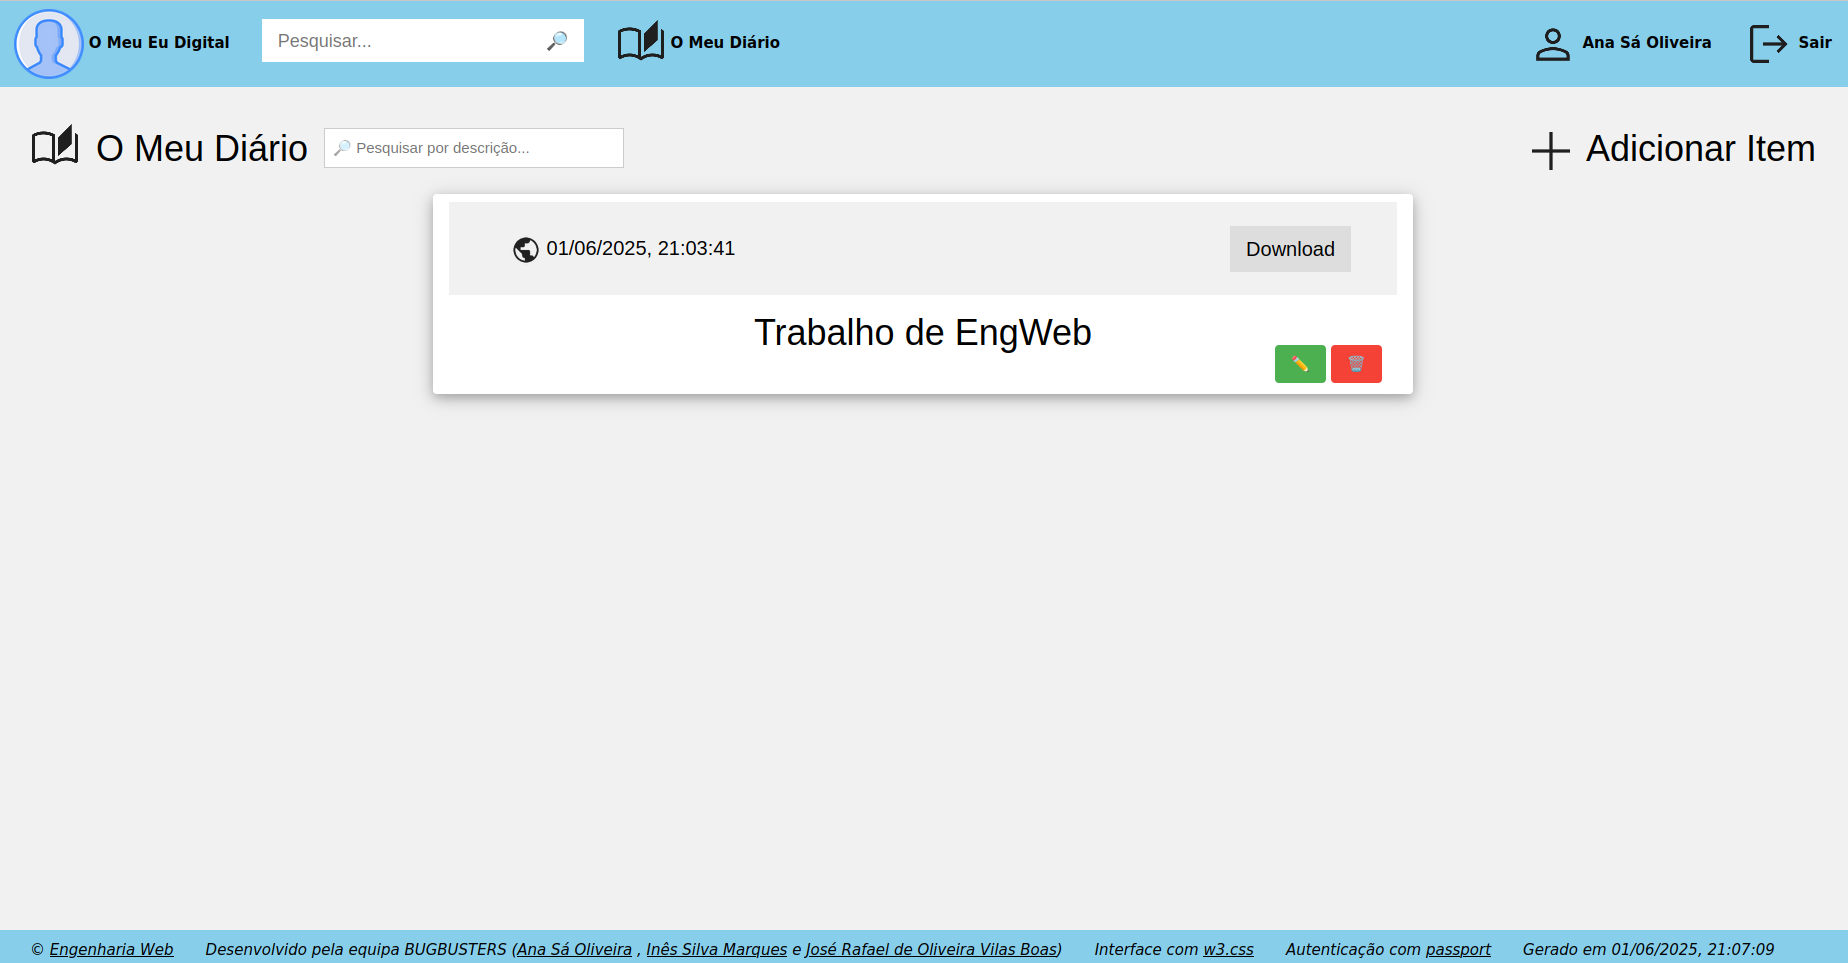 O Meu Eu Digital
Pesquisar...
O Meu Diário
Ana Sá Oliveira
Sair
O Meu Diário
Pesquisar por descrição...
Adicionar Item
01/06/2025, 21:03:41
Download
Trabalho de EngWeb
© Engenharia Web Desenvolvido pela equipa BUGBUSTERS (Ana Sá Oliveira , Inês Silva Marques e José Rafael de Oliveira Vilas Boas) Interface com w3.css Autenticação com passport Gerado em 01/06/2025, 21:07:09